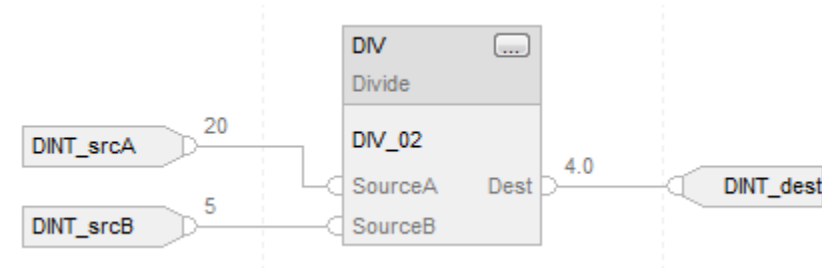 DIV ...
Divide
20
DINT_srcA
DIV_02
4.0
SourceA Dest
DINT_dest
5
DINT_srcB
SourceB